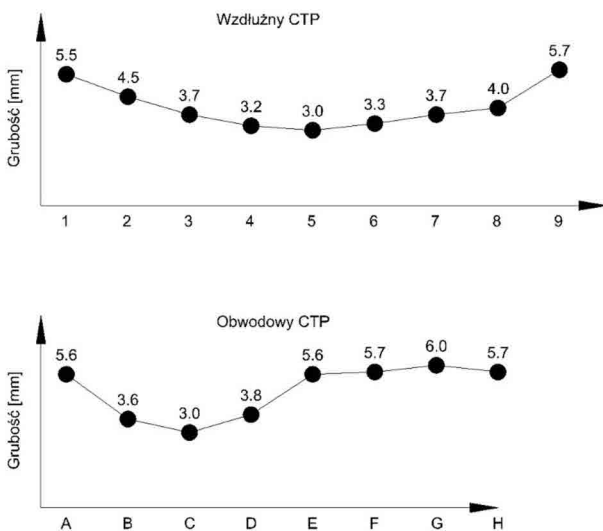 Wzdłużny CTP
Grubość [mm]
5.5 4.5 3.7 3.2 3.0 3.3 3.7 4.0 5.7
1 2 3 4 5 6 7 8 9
Obwodowy CTP
Grubość [mm]
5.6 3.6 3.0 3.8 5.6 5.7 6.0 5.7
A B C D E F G H